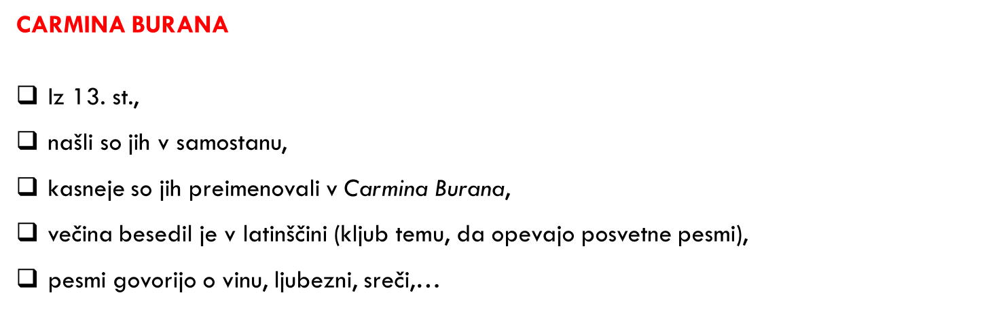 CARMINA BURANA
❑ Iz 13. st.,
❑ našli so jih v samostanu,
❑ kasneje so jih preimenovali v Carmina Burana,
❑ večina besedil je v latinščini (kljub temu, da opevajo posvetne pesmi),
❑ pesmi govorijo o vinu, ljubezni, sreči,…